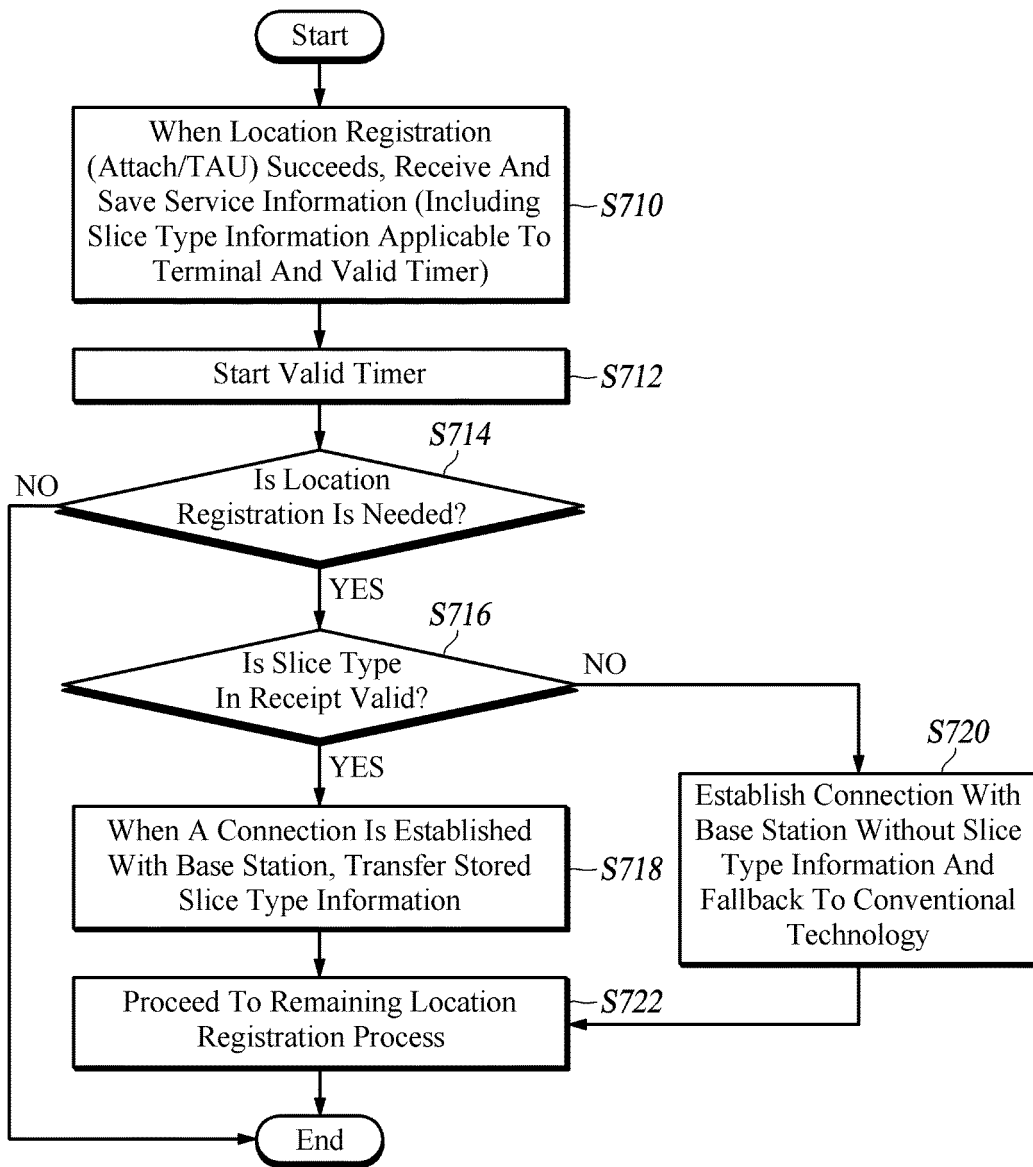 Start
When Location Registration
(Attach/TAU) Succeeds, Receive And
Save Service Information (Including
Slice Type Information Applicable To
Terminal And Valid Timer)
S710
Start Valid Timer
S712
S714
NO
Is Location
Registration Is Needed?
YES
S716
Is Slice Type
In Receipt Valid?
NO
YES
S720
When A Connection Is Established
With Base Station, Transfer Stored
Slice Type Information
S718
Establish Connection With
Base Station Without Slice
Type Information And
Fallback To Conventional
Technology
Proceed To Remaining Location
Registration Process
S722
End